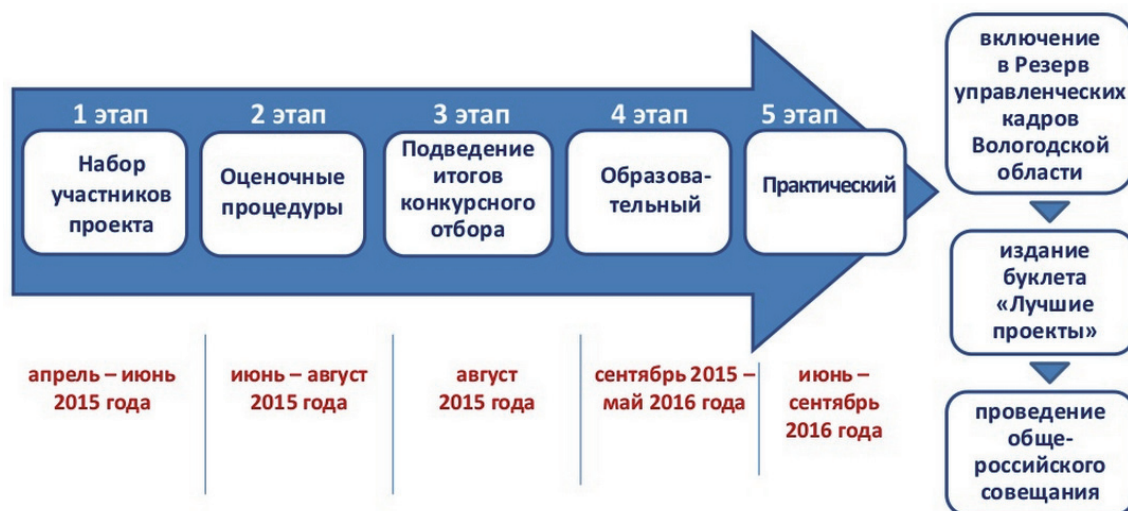 1 этап
Набор
участников
проекта
2 этап
Оценочные
процедуры
3 этап
Подведение
итогов
конкурсного
отбора
4 этап
Образова-
тельный
5 этап
Практический
апрель – июнь
2015 года
июнь – август
2015 года
август
2015 года
сентябрь 2015 –
май 2016 года
июнь –
сентябрь
2016 года
включение
в Резерв
управленческих
кадров
Вологодской
области
издание
буклета
«Лучшие
проекты»
проведение
обще-
российского
совещания